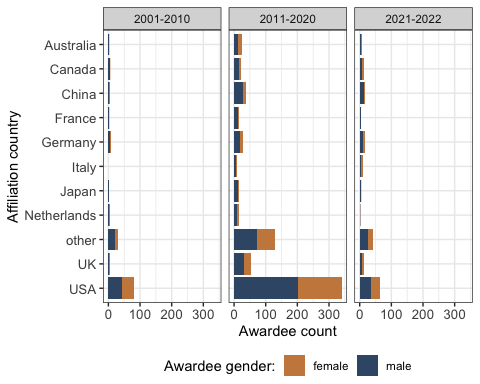 2001-2010 2011-2020 2021-2022
Australia
Canada
China
France
Germany
Italy
Japan
Netherlands
other
UK
USA
Affiliation country
0 100 200 300 0 100 200 300 0 100 200 300
Awardee count
Awardee gender: female male